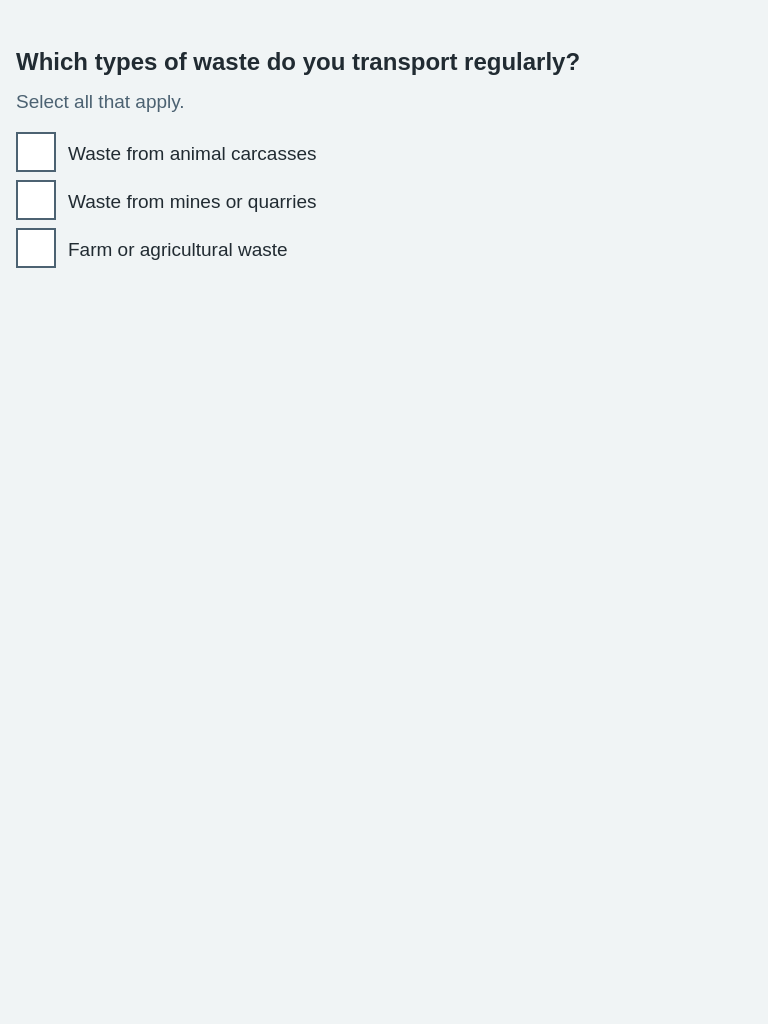 Which types of waste do you transport regularly?
Select all that apply.
Waste from animal carcasses
Waste from mines or quarries
Farm or agricultural waste